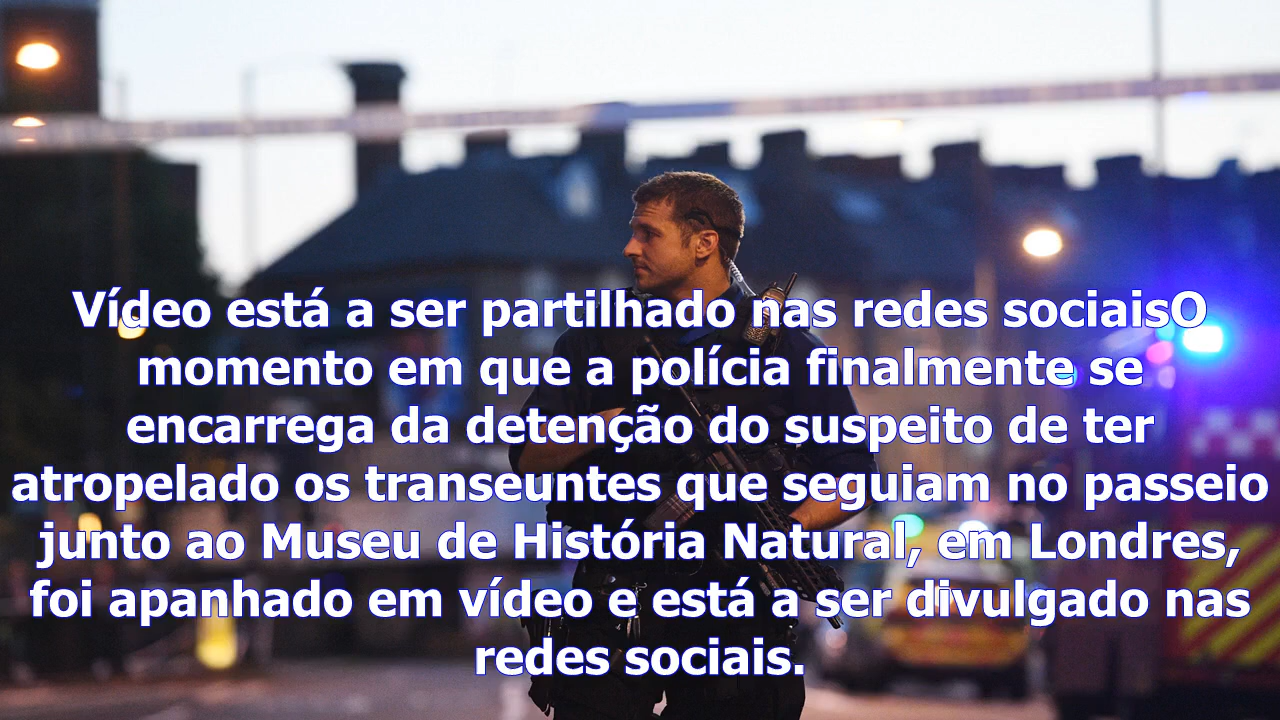 Vídeo está a ser partilhado nas redes sociaisO
momento em que a polícia finalmente se
encarrega da detenção do suspeito de ter
atropelado os transeuntes que seguiam no passeio
junto ao Museu de História Natural, em Londres,
foi apanhado em vídeo e está a ser divulgado nas
redes sociais.